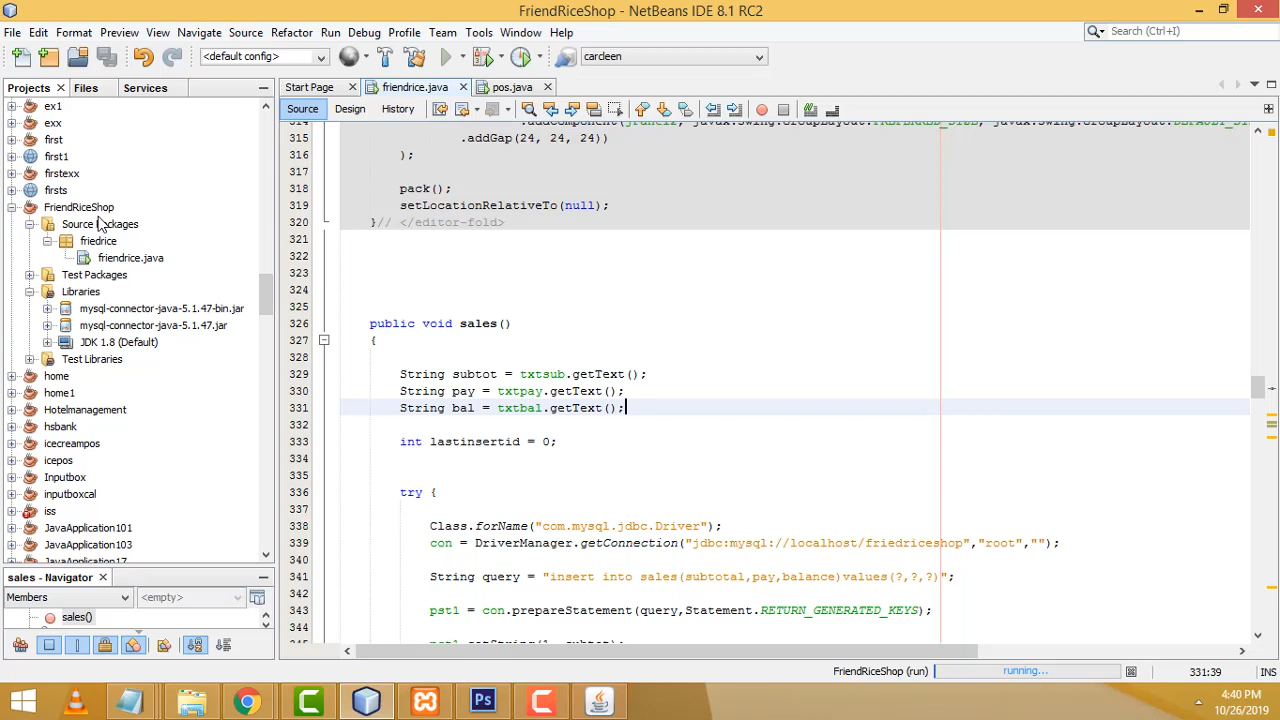 FriendRiceShop - NetBeans IDE 8.1 RC2
File Edit Format Preview View Navigate Source Refactor Run Debug Profile Team Tools Window Help
Search (Ctrl+I)
<default config>
cardeen
Projects Files Services
Start Page friendrice.java pos.java
Source Design History
ex1
exx
first
first1
firstexx
firsts
FriendRiceShop
Source Packages
friedrice
friendrice.java
Test Packages
Libraries
mysql-connector-java-5.1.47-bin.jar
mysql-connector-java-5.1.47.jar
JDK 1.8 (Default)
Test Libraries
home
home1
Hotelmanagement
hsbank
icecreampos
icepos
Inputbox
inputboxcal
iss
JavaApplication101
JavaApplication103
JavaApplication17
315 .addGap(24, 24, 24))
316 );
317
318 pack();
319 setLocationRelativeTo(null);
320 }// </editor-fold>
321
322
323
324
325
326 public void sales()
327 {
328
329 String subtot = txtsub.getText();
330 String pay = txtpay.getText();
331 String bal = txtbal.getText();
332
333 int lastinsertid = 0;
334
335
336 try {
337
338 Class.forName("com.mysql.jdbc.Driver");
339 con = DriverManager.getConnection("jdbc:mysql://localhost/friedriceshop","root","");
340
341 String query = "insert into sales(subtotal,pay,balance)values(?,?,?)";
342
343 pst1 = con.prepareStatement(query,Statement.RETURN_GENERATED_KEYS);
344
sales - Navigator
Members
<empty>
sales()
FriendRiceShop (run) running...
331:39 INS
4:40 PM
10/26/2019